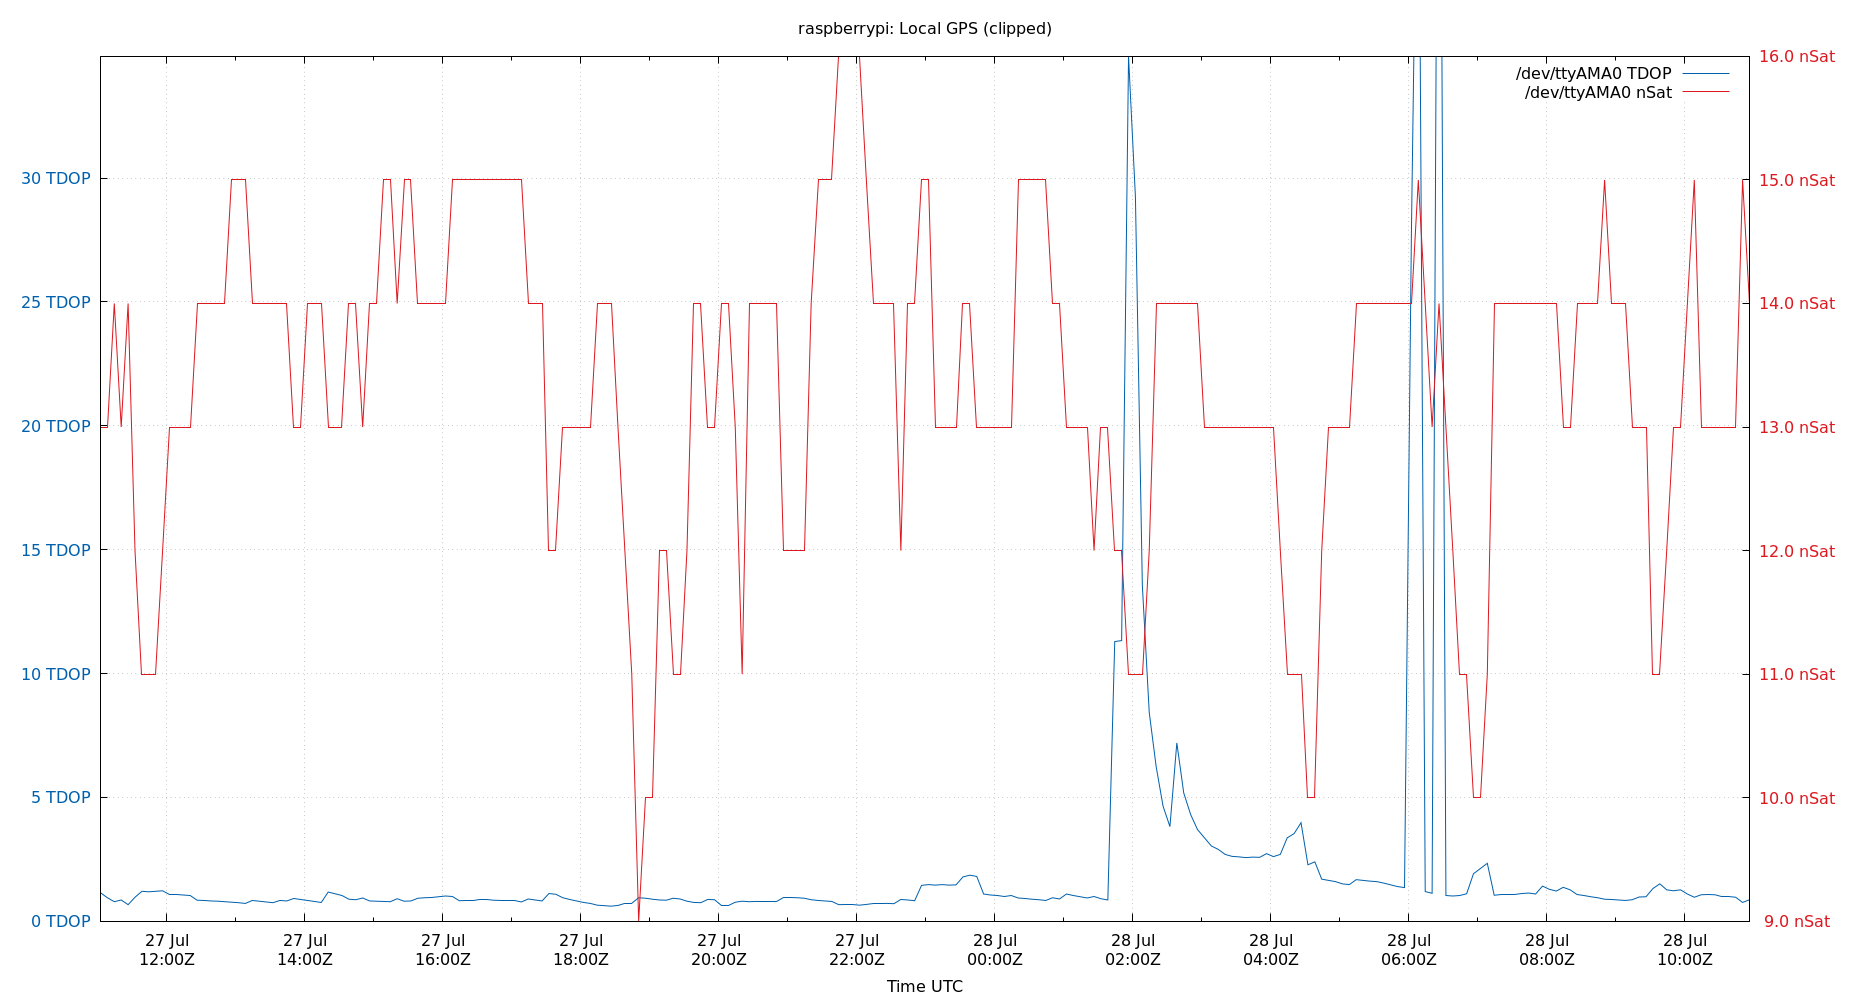 raspberrypi: Local GPS (clipped)
/dev/ttyAMA0 TDOP
/dev/ttyAMA0 nSat
30 TDOP
25 TDOP
20 TDOP
15 TDOP
10 TDOP
5 TDOP
0 TDOP
16.0 nSat
15.0 nSat
14.0 nSat
13.0 nSat
12.0 nSat
11.0 nSat
10.0 nSat
9.0 nSat
27 Jul
12:00Z
27 Jul
14:00Z
27 Jul
16:00Z
27 Jul
18:00Z
27 Jul
20:00Z
27 Jul
22:00Z
28 Jul
00:00Z
28 Jul
02:00Z
28 Jul
04:00Z
28 Jul
06:00Z
28 Jul
08:00Z
28 Jul
10:00Z
Time UTC